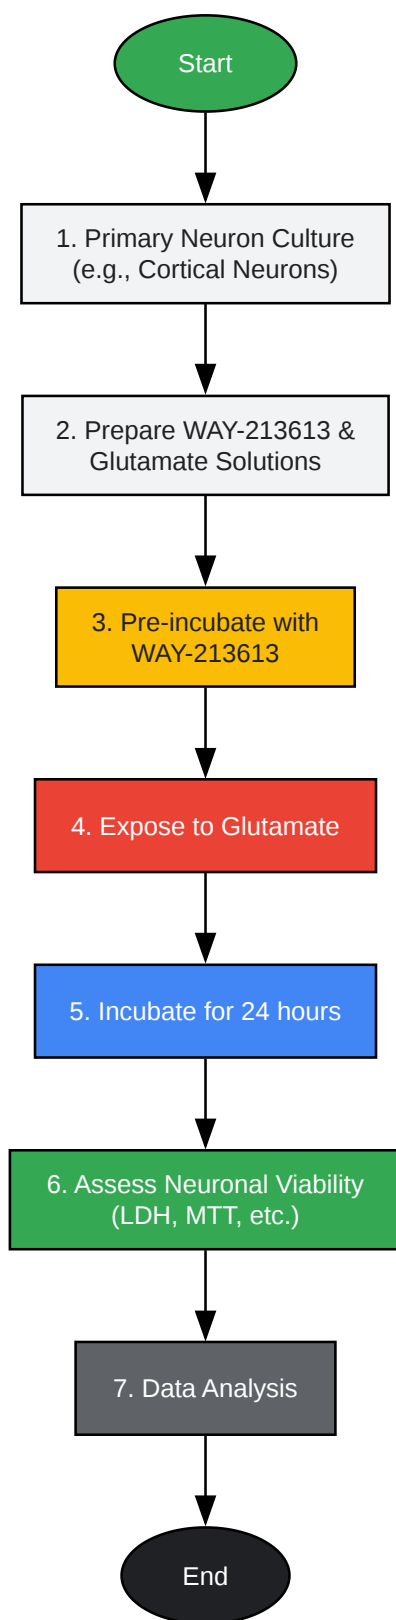 Start
1. Primary Neuron Culture
(e.g., Cortical Neurons)
2. Prepare WAY-213613 &
Glutamate Solutions
3. Pre-incubate with
WAY-213613
4. Expose to Glutamate
5. Incubate for 24 hours
6. Assess Neuronal Viability
(LDH, MTT, etc.)
7. Data Analysis
End